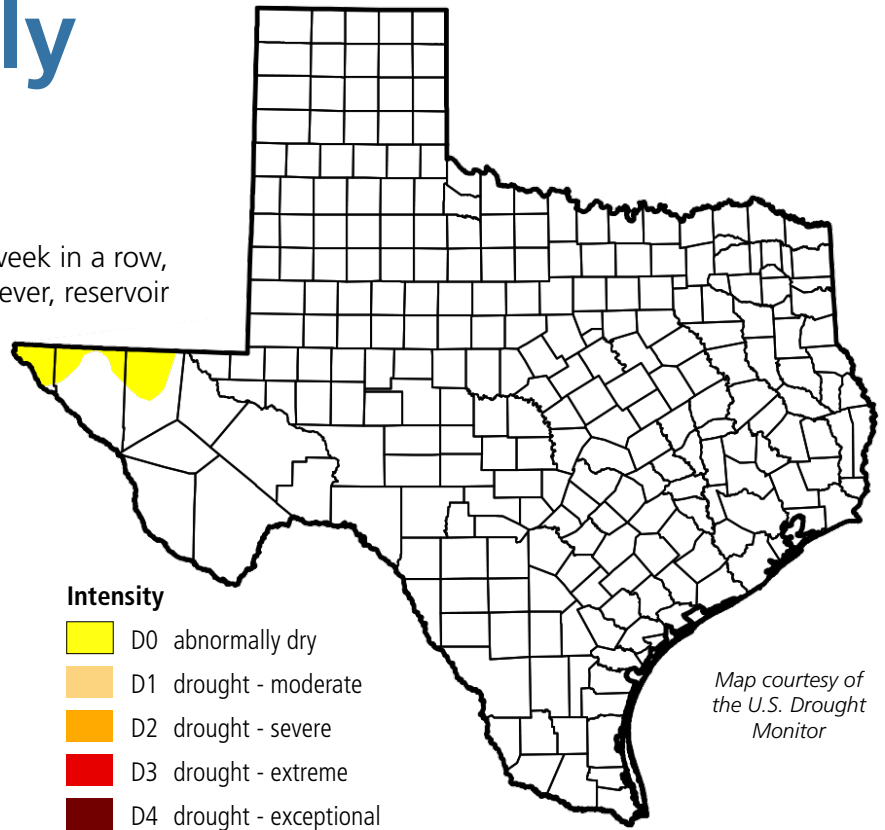 ly
week in a row,
ever, reservoir
Intensity
D0 abnormally dry
D1 drought - moderate
D2 drought - severe
D3 drought - extreme
D4 drought - exceptional
Map courtesy of
the U.S. Drought
Monitor